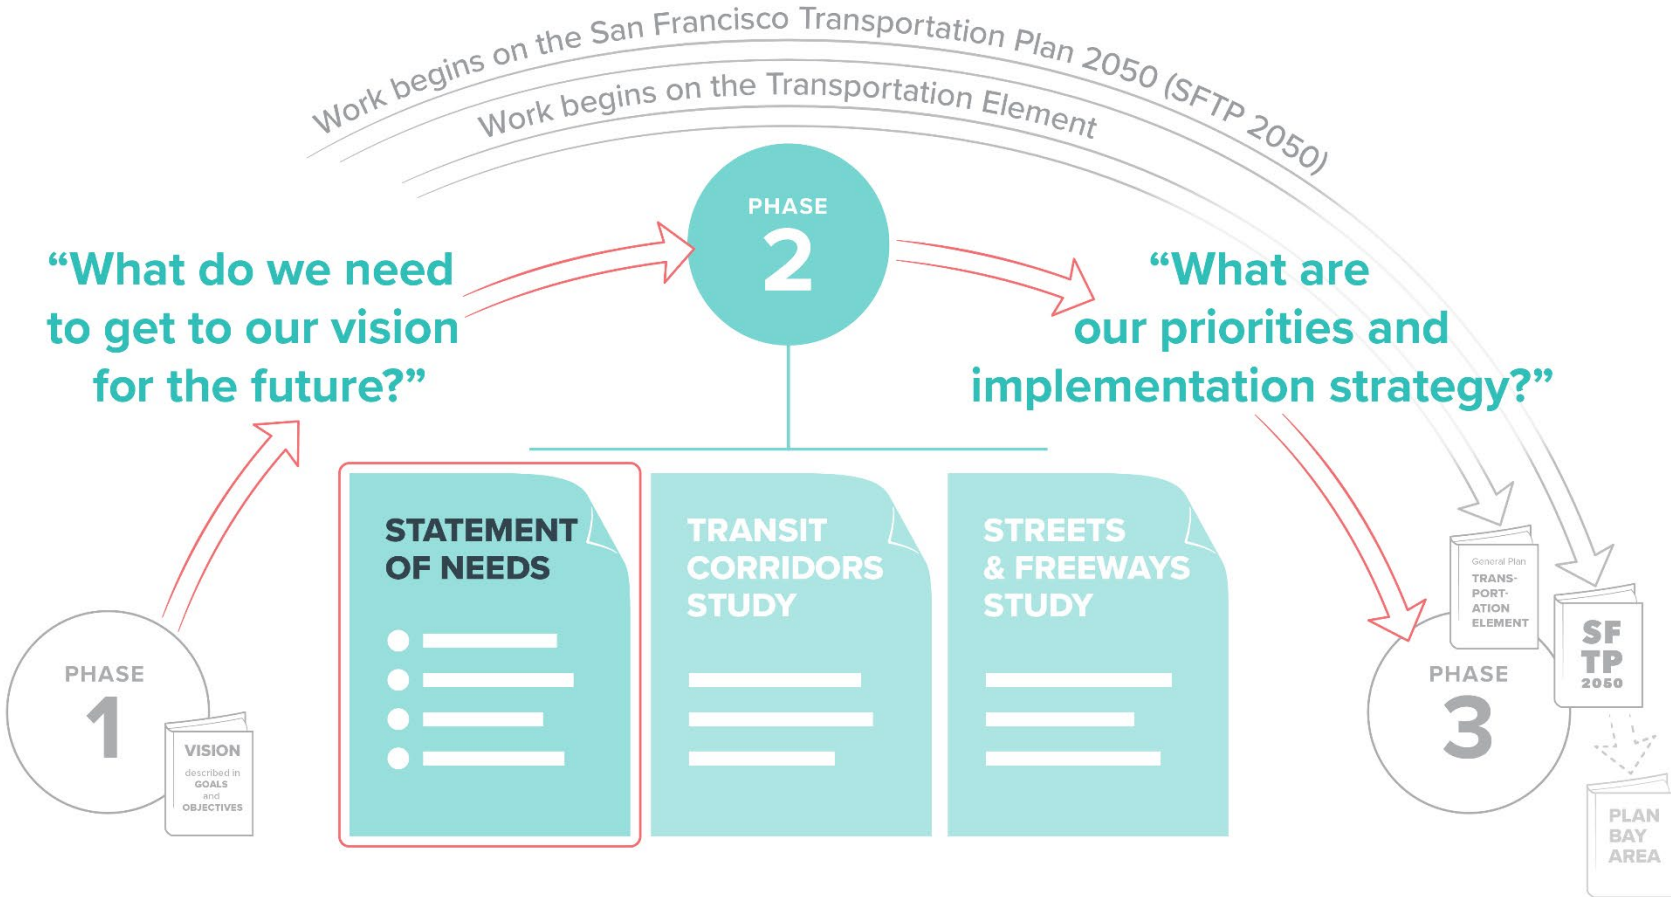 Work begins on the San Francisco Transportation Plan 2050 (SFTP 2050)
Work begins on the Transportation Element
PHASE
2
“What do we need
to get to our vision
for the future?”
“What are
our priorities and
implementation strategy?”
STATEMENT
OF NEEDS
TRANSIT
CORRIDORS
STUDY
STREETS
& FREEWAYS
STUDY
PHASE
1
VISION
described in
GOALS
and
OBJECTIVES
General Plan
TRANS-
PORT-
ATION
ELEMENT
SF
TP
2050
PHASE
3
PLAN
BAY
AREA